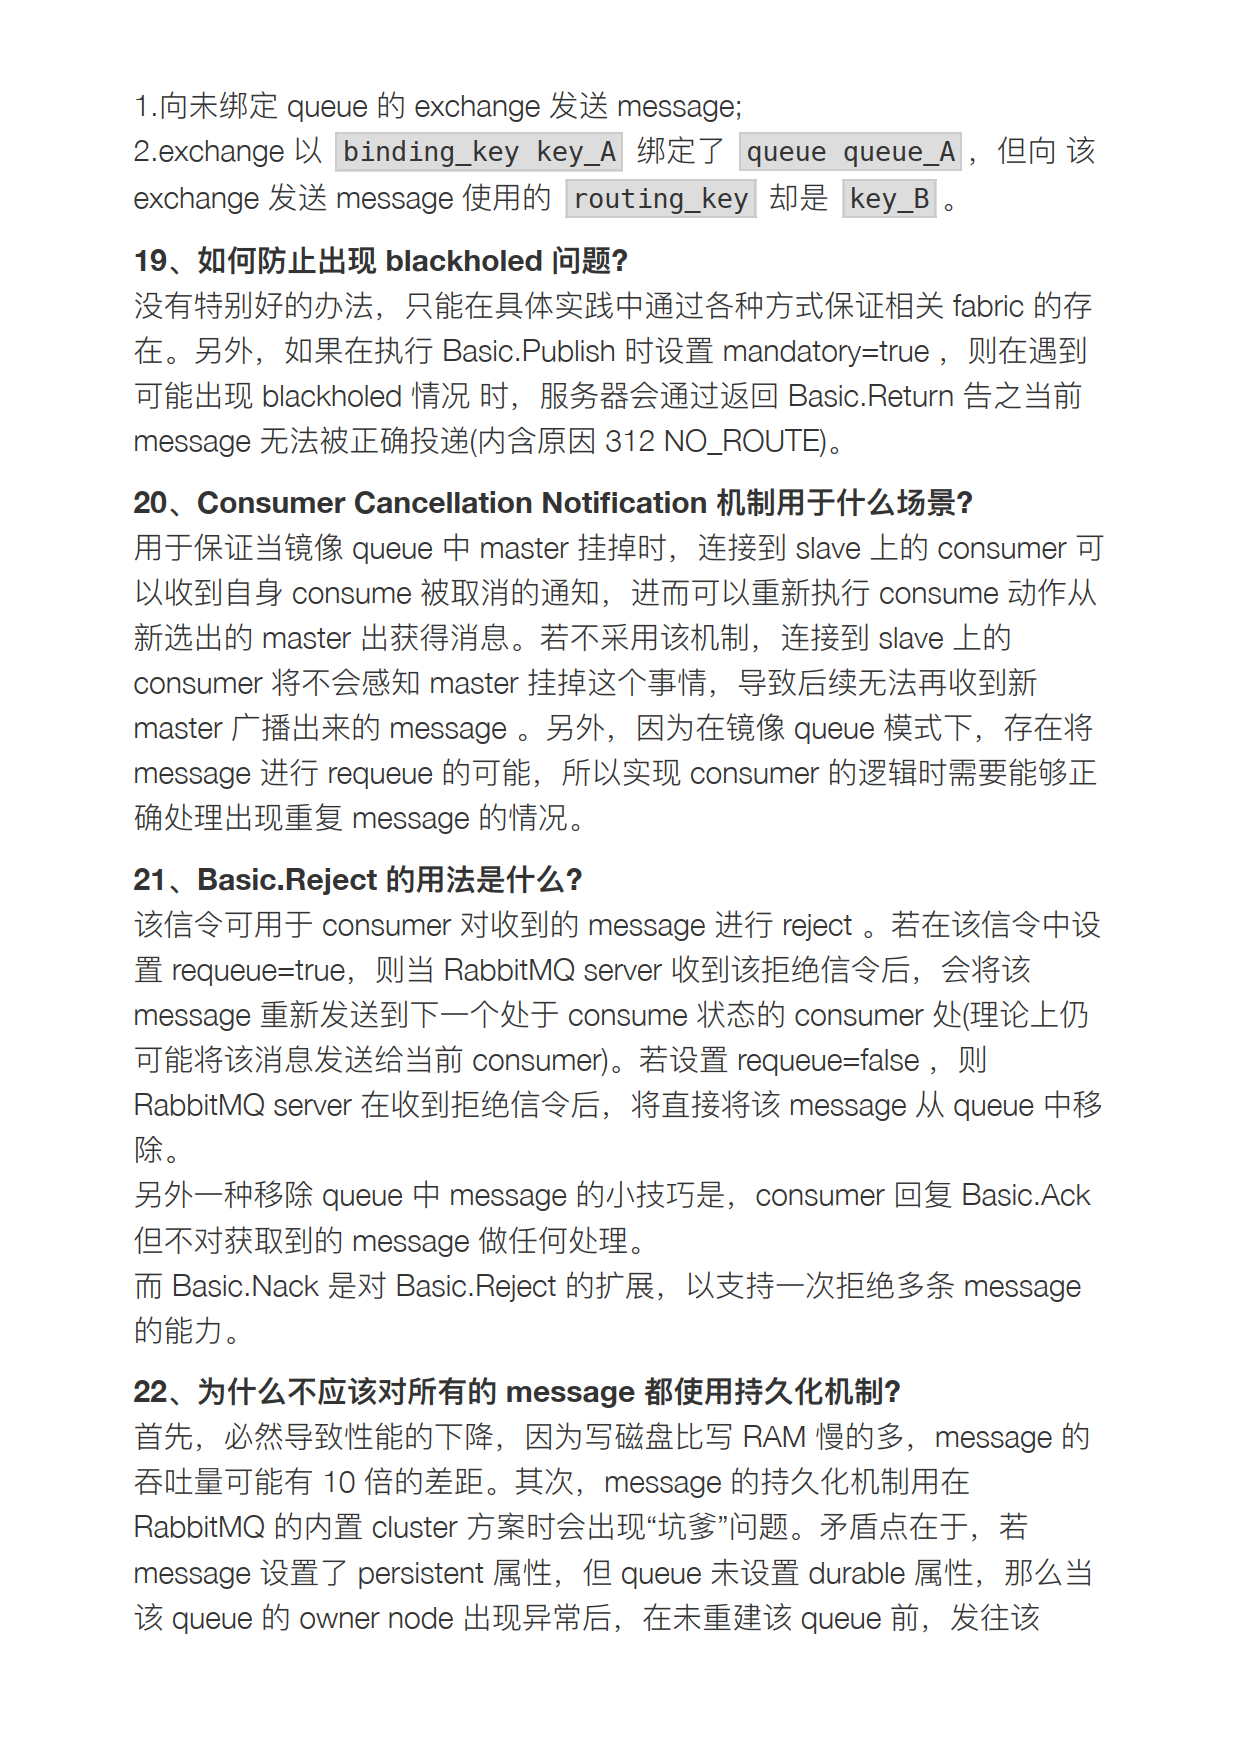 1.向未绑定 queue 的 exchange 发送 message;
2.exchange 以 binding_key key_A 绑定了 queue queue_A，但向 该
exchange 发送 message 使用的 routing_key 却是 key_B。
19、如何防止出现 blackholed 问题?
没有特别好的办法，只能在具体实践中通过各种方式保证相关 fabric 的存
在。另外，如果在执行 Basic.Publish 时设置 mandatory=true ，则在遇到
可能出现 blackholed 情况 时，服务器会通过返回 Basic.Return 告之当前
message 无法被正确投递(内含原因 312 NO_ROUTE)。
20、Consumer Cancellation Notification 机制用于什么场景?
用于保证当镜像 queue 中 master 挂掉时，连接到 slave 上的 consumer 可
以收到自身 consume 被取消的通知，进而可以重新执行 consume 动作从
新选出的 master 出获得消息。若不采用该机制，连接到 slave 上的
consumer 将不会感知 master 挂掉这个事情，导致后续无法再收到新
master 广播出来的 message 。另外，因为在镜像 queue 模式下，存在将
message 进行 requeue 的可能，所以实现 consumer 的逻辑时需要能够正
确处理出现重复 message 的情况。
21、Basic.Reject 的用法是什么?
该信令可用于 consumer 对收到的 message 进行 reject 。若在该信令中设
置 requeue=true，则当 RabbitMQ server 收到该拒绝信令后，会将该
message 重新发送到下一个处于 consume 状态的 consumer 处(理论上仍
可能将该消息发送给当前 consumer)。若设置 requeue=false ，则
RabbitMQ server 在收到拒绝信令后，将直接将该 message 从 queue 中移
除。
另外一种移除 queue 中 message 的小技巧是，consumer 回复 Basic.Ack
但不对获取到的 message 做任何处理。
而 Basic.Nack 是对 Basic.Reject 的扩展，以支持一次拒绝多条 message
的能力。
22、为什么不应该对所有的 message 都使用持久化机制?
首先，必然导致性能的下降，因为写磁盘比写 RAM 慢的多，message 的
吞吐量可能有 10 倍的差距。其次，message 的持久化机制用在
RabbitMQ 的内置 cluster 方案时会出现“坑爹”问题。矛盾点在于，若
message 设置了 persistent 属性，但 queue 未设置 durable 属性，那么当
该 queue 的 owner node 出现异常后，在未重建该 queue 前，发往该